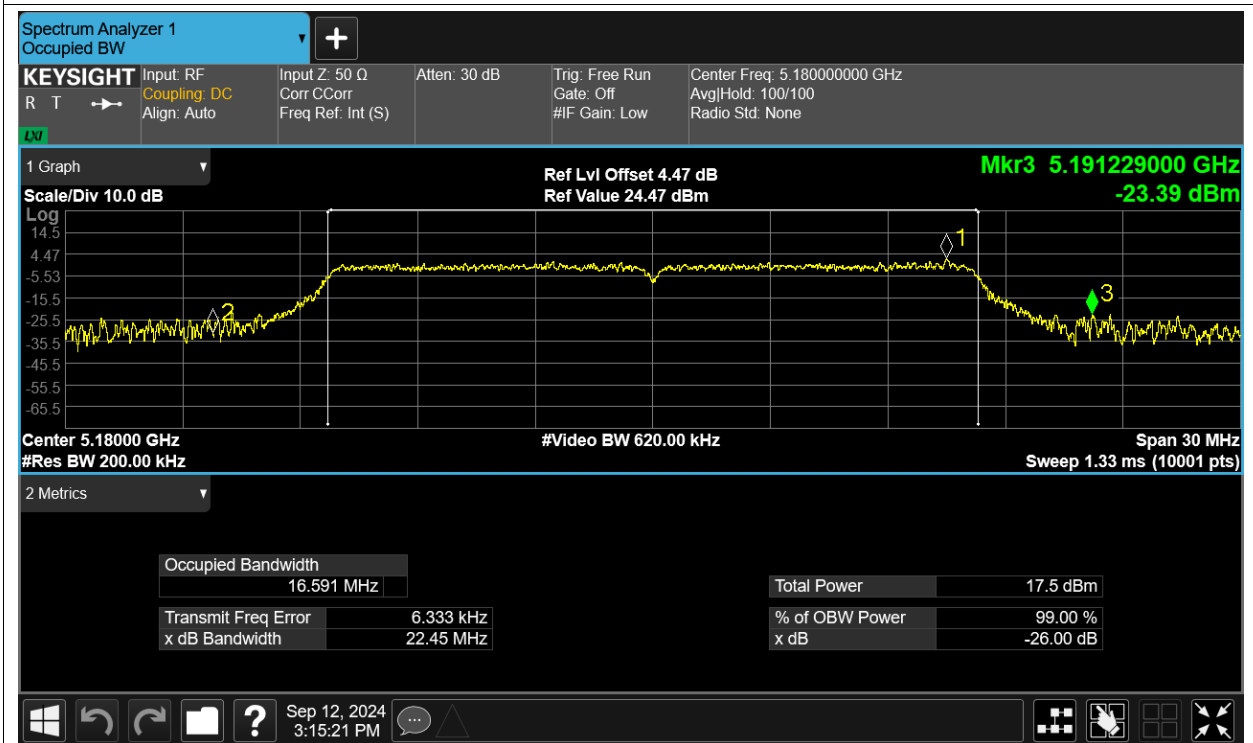 Spectrum Analyzer 1
Occupied BW
KEYSIGHT
R T
LXI
Input: RF
Coupling: DC
Align: Auto
Input Z: 50 Ω
Corr CCorr
Freq Ref: Int (S)
Atten: 30 dB
Trig: Free Run
Gate: Off
#IF Gain: Low
Center Freq: 5.180000000 GHz
Avg|Hold: 100/100
Radio Std: None
1 Graph
Scale/Div 10.0 dB
Ref Lvl Offset 4.47 dB
Ref Value 24.47 dBm
Mkr3 5.191229000 GHz
-23.39 dBm
Log
14.5
4.47
-5.53
-15.5
-25.5
-35.5
-45.5
-55.5
-65.5
1
2
3
Center 5.18000 GHz
#Video BW 620.00 kHz
Span 30 MHz
#Res BW 200.00 kHz
Sweep 1.33 ms (10001 pts)
2 Metrics
Occupied Bandwidth
16.591 MHz
Total Power 17.5 dBm
Transmit Freq Error 6.333 kHz
% of OBW Power 99.00 %
x dB Bandwidth 22.45 MHz
x dB -26.00 dB
?
Sep 12, 2024
3:15:21 PM